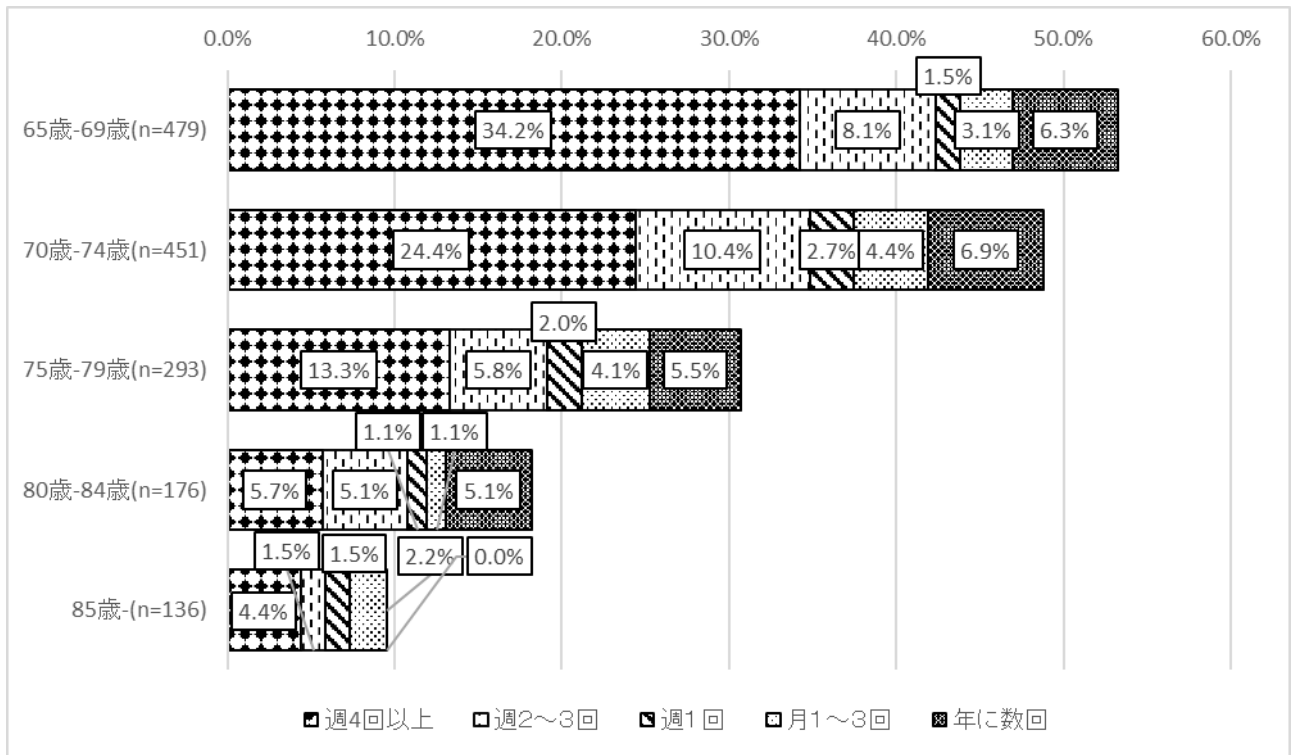 0.0% 10.0% 20.0% 30.0% 40.0% 50.0% 60.0%
1.5%
65歳-69歳(n=479) 34.2% 8.1% 3.1% 6.3%
70歳-74歳(n=451) 24.4% 10.4% 2.7% 4.4% 6.9%
2.0%
75歳-79歳(n=293) 13.3% 5.8% 4.1% 5.5%
1.1% 1.1%
80歳-84歳(n=176) 5.7% 5.1% 5.1%
1.5% 1.5% 2.2% 0.0%
85歳-(n=136) 4.4%
週4回以上 週2～3回 週1回 月1～3回 年に数回